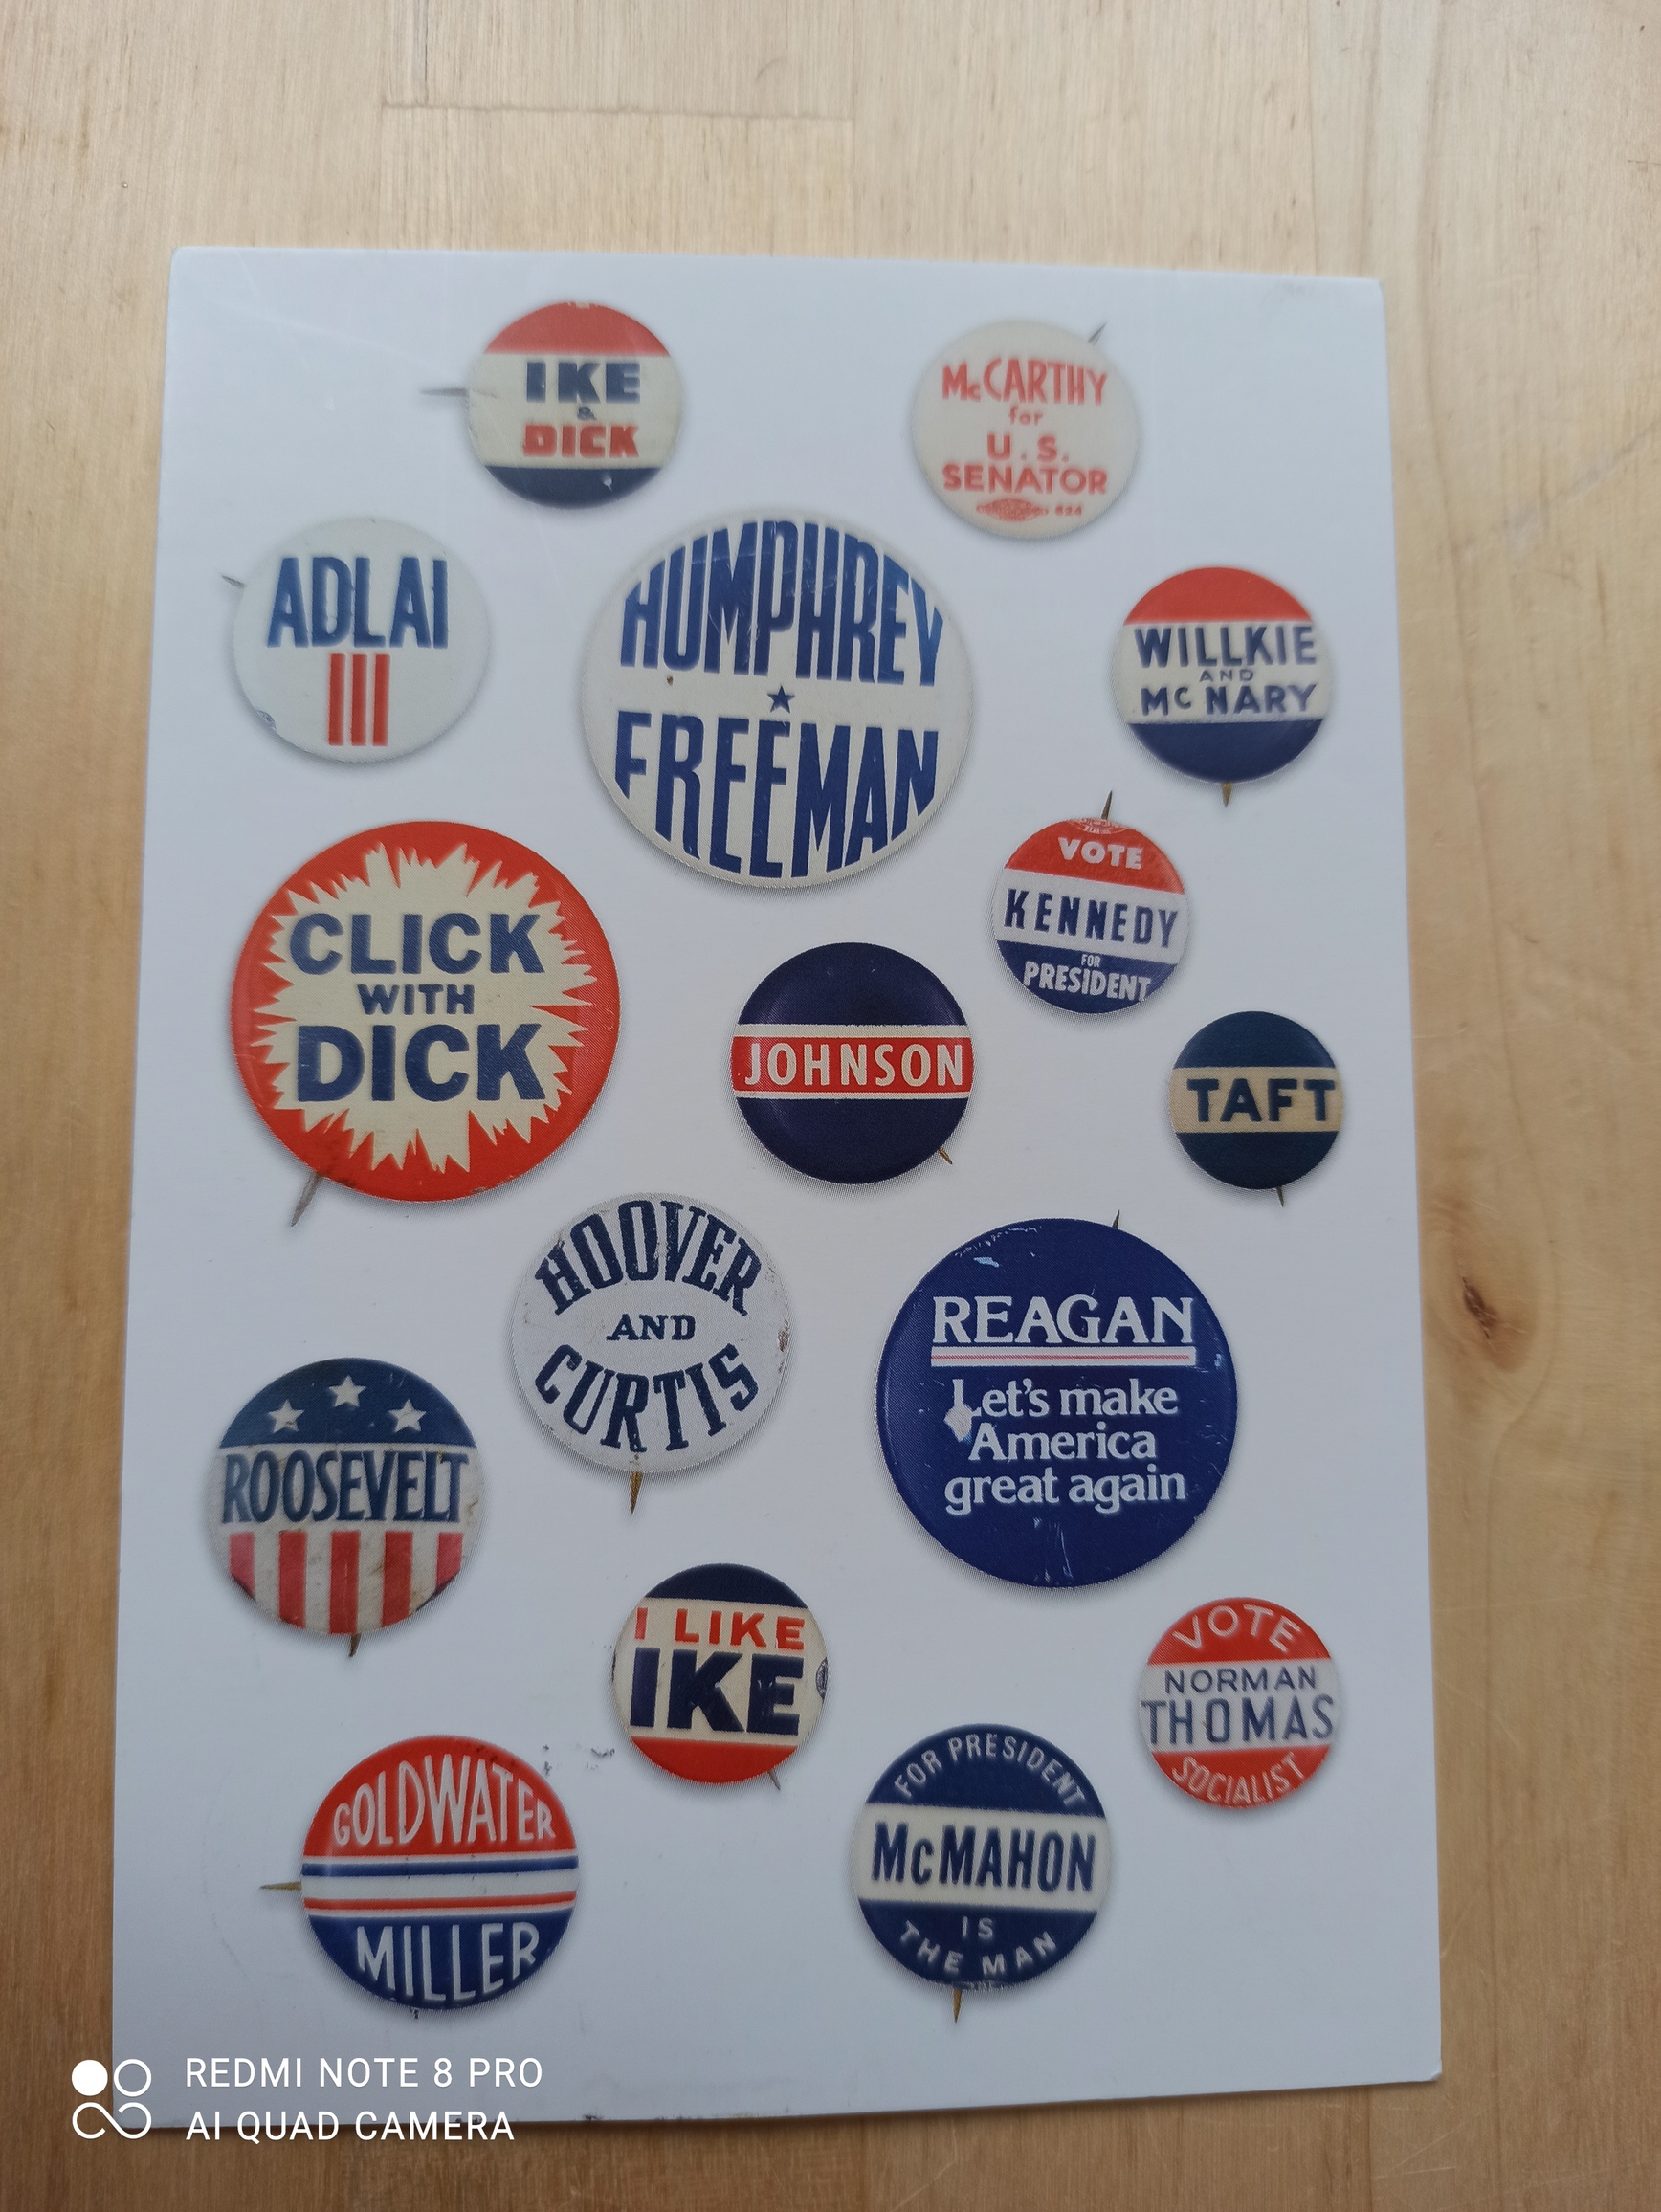 IKE
&
DICK
McCARTHY
for
U.S.
SENATOR
ADLAI
III
HUMPHREY
FREEMAN
WILLKIE
AND
McNARY
CLICK
WITH
DICK
VOTE
KENNEDY
FOR
PRESIDENT
JOHNSON
TAFT
HOOVER
AND
CURTIS
REAGAN
Let's make
America
great again
ROOSEVELT
I LIKE
IKE
VOTE
NORMAN
THOMAS
SOCIALIST
GOLDWATER
MILLER
FOR PRESIDENT
McMAHON
IS
THE MAN
REDMI NOTE 8 PRO
AI QUAD CAMERA